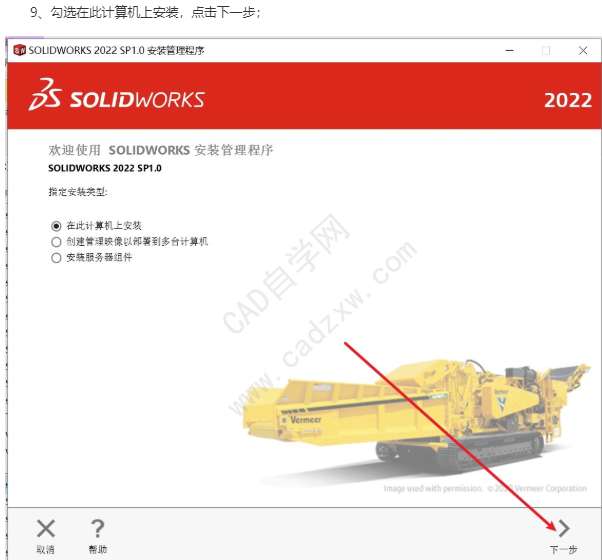 9、勾选在此计算机上安装，点击下一步；
SOLIDWORKS 2022 SP1.0 安装管理程序
SOLIDWORKS
2022
欢迎使用 SOLIDWORKS 安装管理程序
SOLIDWORKS 2022 SP1.0
指定安装类型:
在此计算机上安装
创建管理映像以部署到多台计算机
安装服务器组件
CAD自学网
www.cadzxw.com
Vermeer
Image used with permission. © Vermeer Corporation
取消
?
帮助
下一步